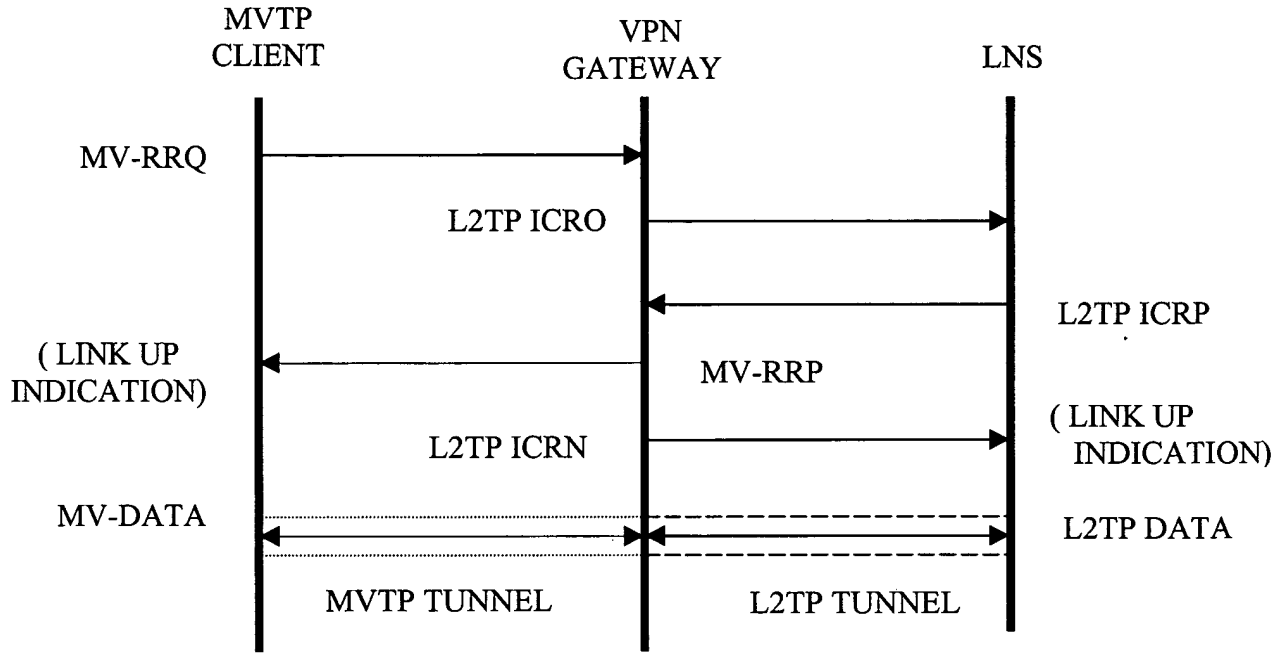 MVTP
CLIENT
VPN
GATEWAY
LNS
MV-RRQ
L2TP ICRO
L2TP ICRP
( LINK UP
INDICATION)
MV-RRP
( LINK UP
INDICATION)
L2TP ICRN
MV-DATA
L2TP DATA
MVTP TUNNEL
L2TP TUNNEL